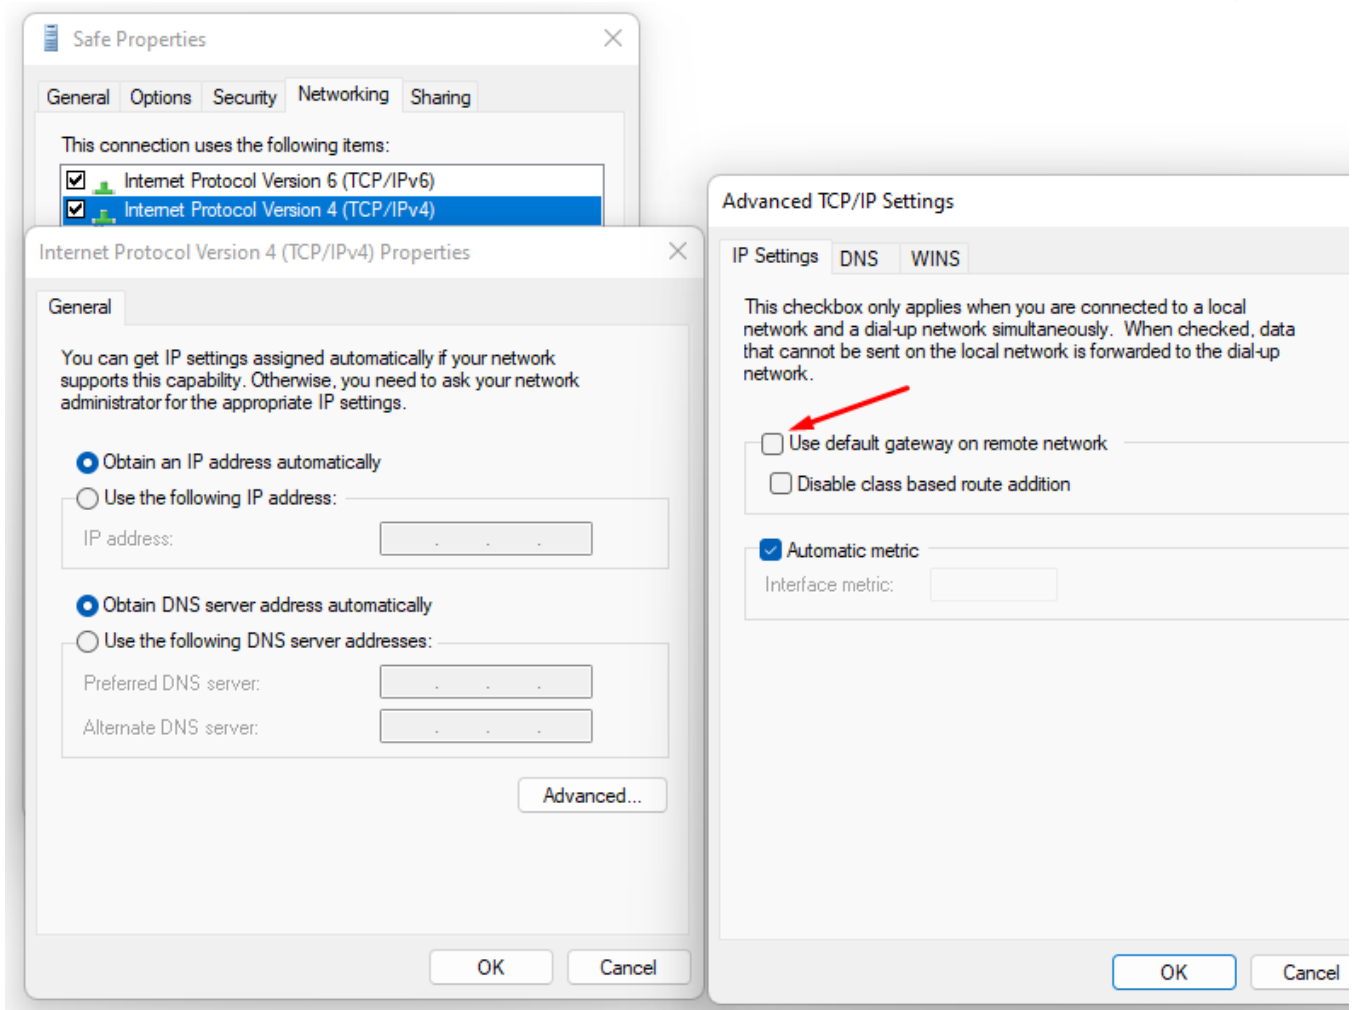 Safe Properties
General Options Security Networking Sharing
This connection uses the following items:
Internet Protocol Version 6 (TCP/IPv6)
Internet Protocol Version 4 (TCP/IPv4)
Internet Protocol Version 4 (TCP/IPv4) Properties
General
You can get IP settings assigned automatically if your network
supports this capability. Otherwise, you need to ask your network
administrator for the appropriate IP settings.
Obtain an IP address automatically
Use the following IP address:
IP address:
Obtain DNS server address automatically
Use the following DNS server addresses:
Preferred DNS server:
Alternate DNS server:
Advanced...
OK Cancel
Advanced TCP/IP Settings
IP Settings DNS WINS
This checkbox only applies when you are connected to a local
network and a dial-up network simultaneously. When checked, data
that cannot be sent on the local network is forwarded to the dial-up
network.
Use default gateway on remote network
Disable class based route addition
Automatic metric
Interface metric:
OK Cancel